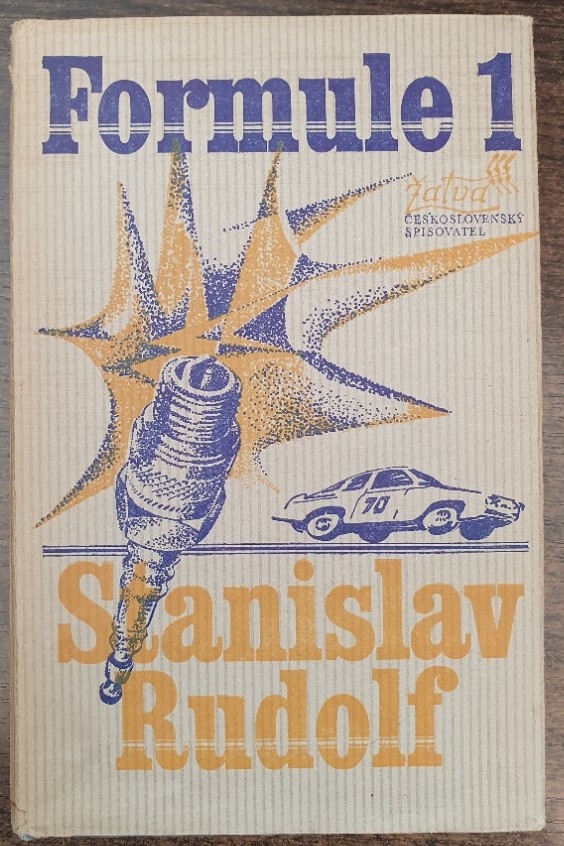 Formule 1
žatva
ČESKOSLOVENSKÝ
SPISOVATEL
70
Stanislav
Rudolf